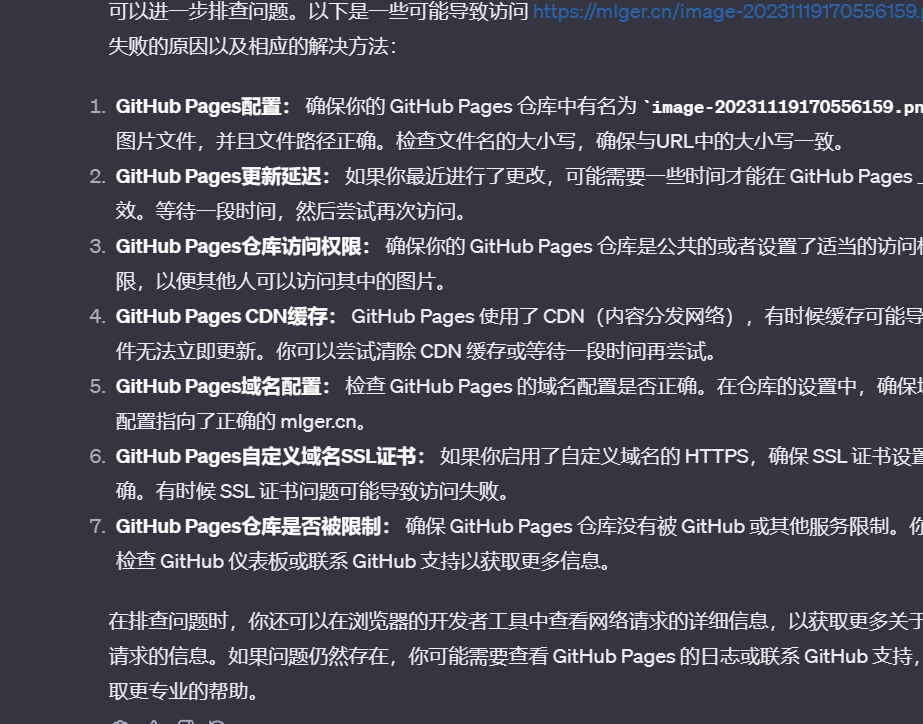 可以进一步排查问题。以下是一些可能导致访问 https://mlger.cn/image-20231119170556159.
失败的原因以及相应的解决方法：
1. GitHub Pages配置： 确保你的 GitHub Pages 仓库中有名为 `image-20231119170556159.pn
图片文件，并且文件路径正确。检查文件名的大小写，确保与URL中的大小写一致。
2. GitHub Pages更新延迟： 如果你最近进行了更改，可能需要一些时间才能在 GitHub Pages 上
效。等待一段时间，然后尝试再次访问。
3. GitHub Pages仓库访问权限： 确保你的 GitHub Pages 仓库是公共的或者设置了适当的访问权
限，以便其他人可以访问其中的图片。
4. GitHub Pages CDN缓存： GitHub Pages 使用了 CDN（内容分发网络），有时候缓存可能导
件无法立即更新。你可以尝试清除 CDN 缓存或等待一段时间再尝试。
5. GitHub Pages域名配置： 检查 GitHub Pages 的域名配置是否正确。在仓库的设置中，确保域
配置指向了正确的 mlger.cn。
6. GitHub Pages自定义域名SSL证书： 如果你启用了自定义域名的 HTTPS，确保 SSL 证书设置
确。有时候 SSL 证书问题可能导致访问失败。
7. GitHub Pages仓库是否被限制： 确保 GitHub Pages 仓库没有被 GitHub 或其他服务限制。你
检查 GitHub 仪表板或联系 GitHub 支持以获取更多信息。
在排查问题时，你还可以在浏览器的开发者工具中查看网络请求的详细信息，以获取更多关于
请求的信息。如果问题仍然存在，你可能需要查看 GitHub Pages 的日志或联系 GitHub 支持，
取更专业的帮助。